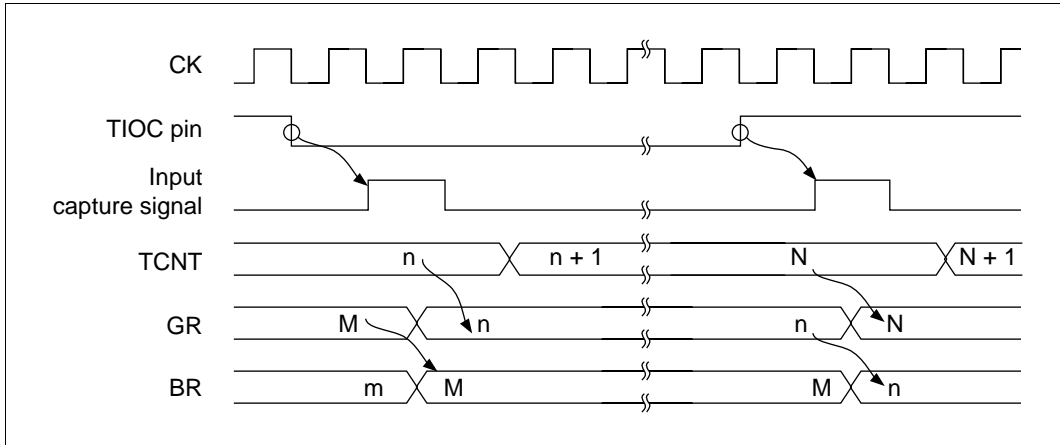 CK
TIOC pin
Input
capture signal
TCNT n n + 1 N N + 1
GR M n n N
BR m M M n